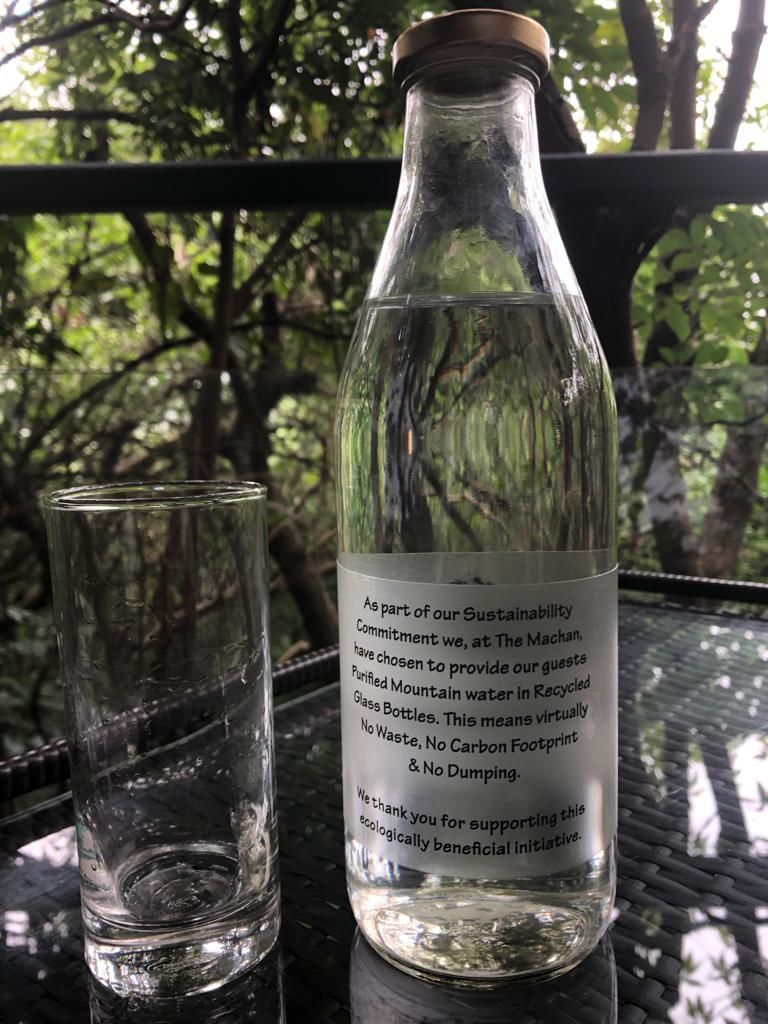 As part of our Sustainability
Commitment we, at The Machan,
have chosen to provide our guests
Purified Mountain water in Recycled
Glass Bottles. This means virtually
No Waste, No Carbon Footprint
& No Dumping.
We thank you for supporting this
ecologically beneficial initiative.